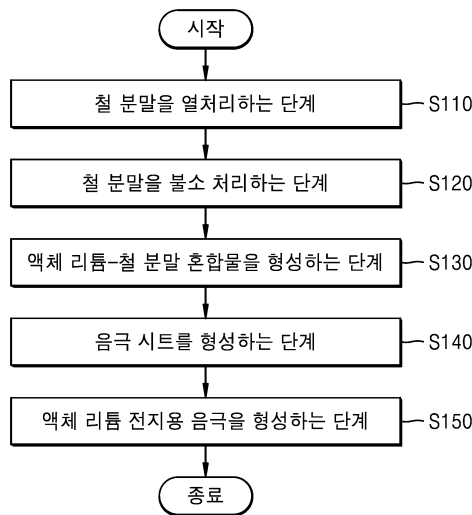 시작
철 분말을 열처리하는 단계 S110
철 분말을 불소 처리하는 단계 S120
액체 리튬-철 분말 혼합물을 형성하는 단계 S130
음극 시트를 형성하는 단계 S140
액체 리튬 전지용 음극을 형성하는 단계 S150
종료